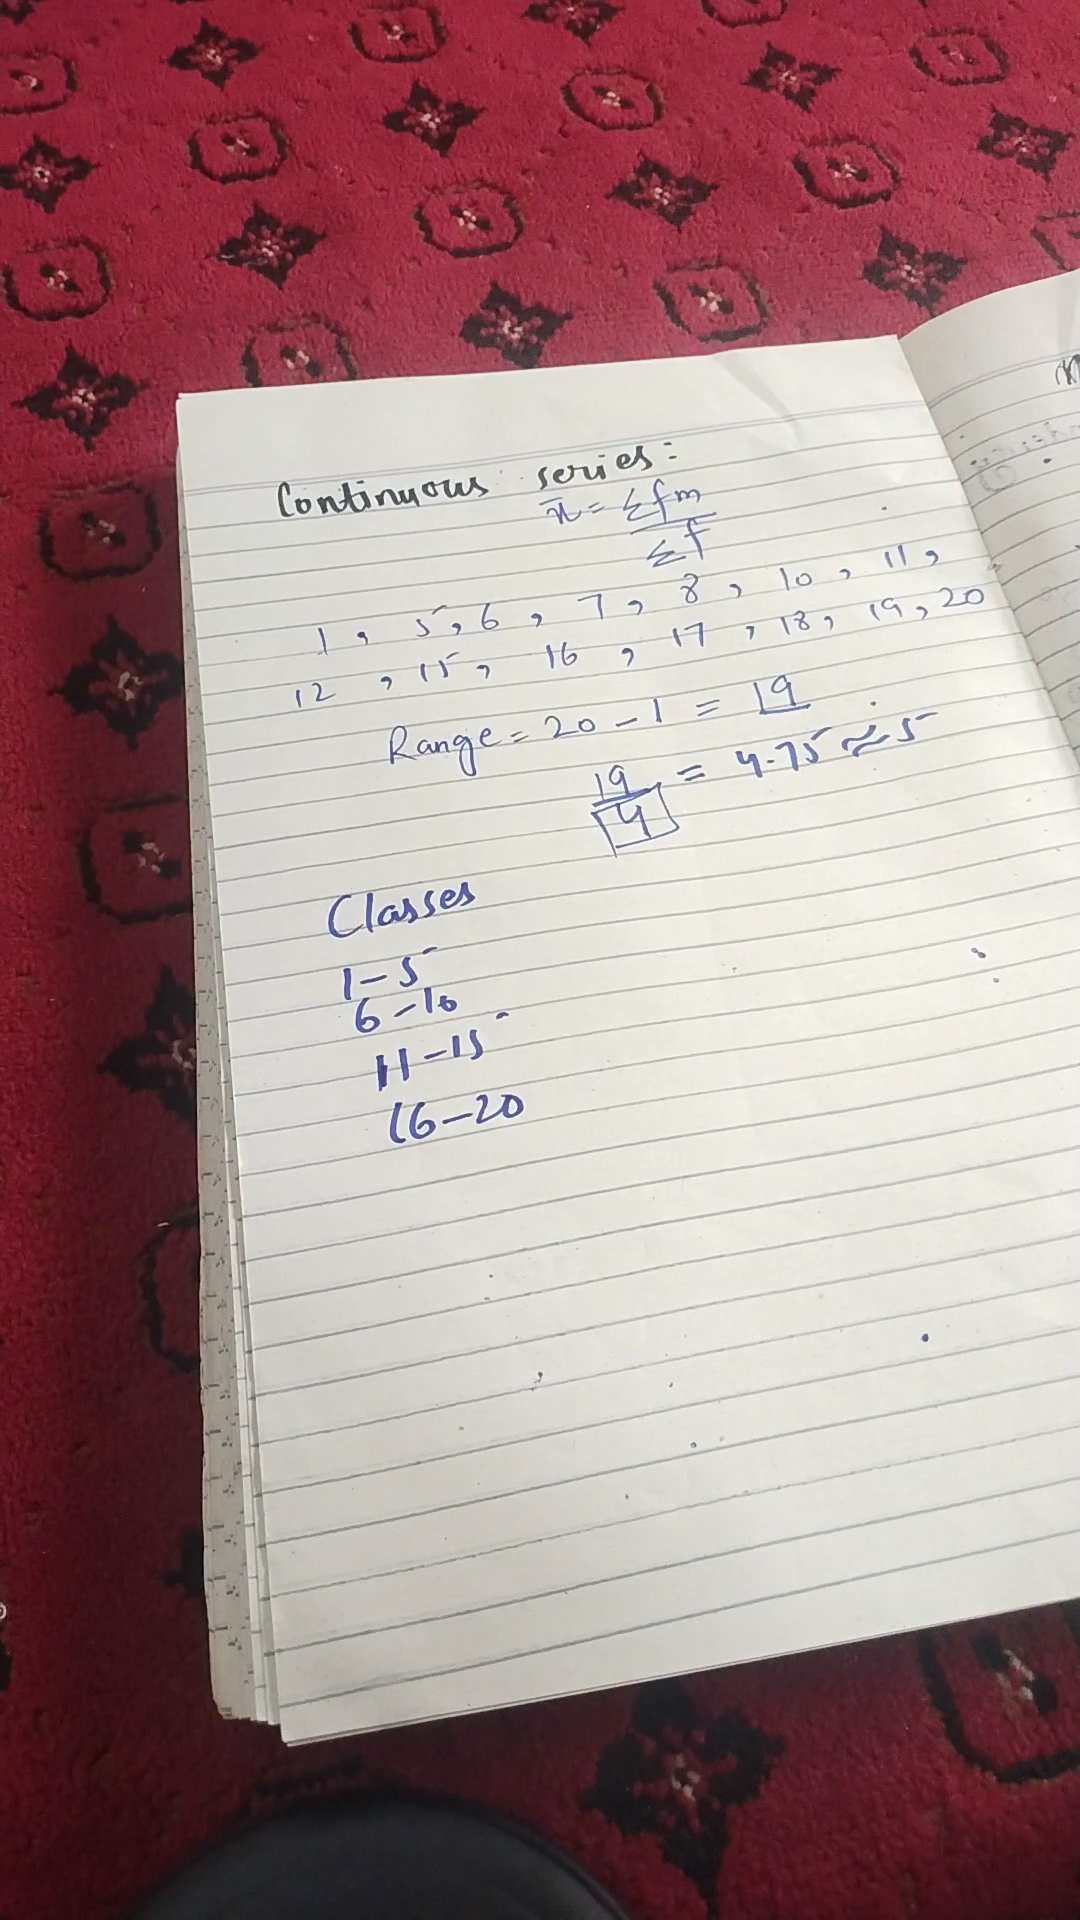 Continuous series:
x̄ = Σfm
Σf
1, 5, 6, 7, 8, 10, 11,
12, 15, 16, 17, 18, 19, 20
Range = 20 - 1 = 19
19/4 = 4.75 ≈ 5
Classes
1-5
6-10
11-15
16-20